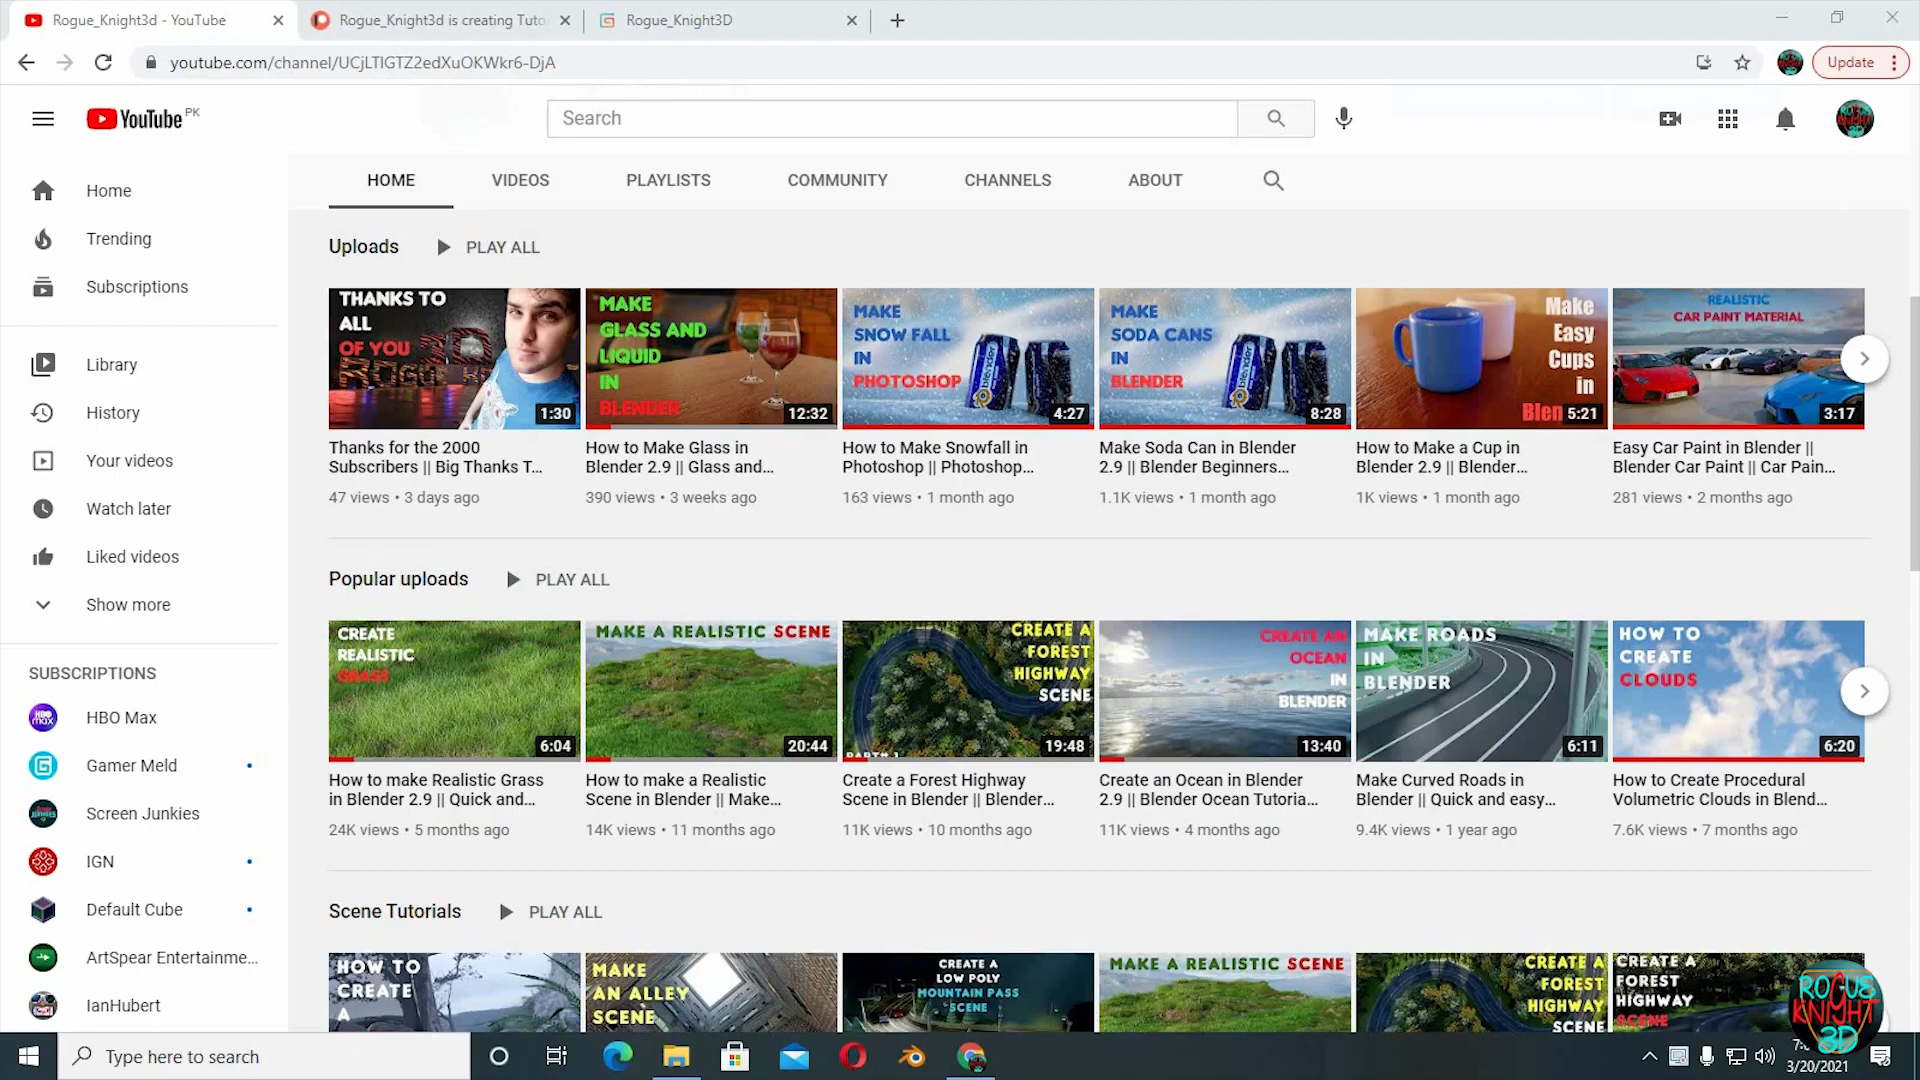 Rogue_Knight3d - YouTube
Rogue_Knight3d is creating Tuto
Rogue_Knight3D
youtube.com/channel/UCjLTIGTZ2edXuOKWkr6-DjA
Update
YouTube PK
Search
HOME VIDEOS PLAYLISTS COMMUNITY CHANNELS ABOUT
Home
Trending
Subscriptions
Library
History
Your videos
Watch later
Liked videos
Show more
SUBSCRIPTIONS
HBO Max
Gamer Meld
Screen Junkies
IGN
Default Cube
ArtSpear Entertainme...
IanHubert
Uploads PLAY ALL
THANKS TO
ALL
OF YOU
1:30
Thanks for the 2000
Subscribers || Big Thanks T...
47 views • 3 days ago
MAKE
GLASS AND
LIQUID
IN
BLENDER
12:32
How to Make Glass in
Blender 2.9 || Glass and...
390 views • 3 weeks ago
MAKE
SNOW FALL
IN
PHOTOSHOP
blender
4:27
How to Make Snowfall in
Photoshop || Photoshop...
163 views • 1 month ago
MAKE
SODA CANS
IN
BLENDER
blender
8:28
Make Soda Can in Blender
2.9 || Blender Beginners...
1.1K views • 1 month ago
Make
Easy
Cups
in
Blen
5:21
How to Make a Cup in
Blender 2.9 || Blender...
1K views • 1 month ago
REALISTIC
CAR PAINT MATERIAL
3:17
Easy Car Paint in Blender ||
Blender Car Paint || Car Pain...
281 views • 2 months ago
Popular uploads PLAY ALL
CREATE
REALISTIC
GRASS
6:04
How to make Realistic Grass
in Blender 2.9 || Quick and...
24K views • 5 months ago
MAKE A REALISTIC SCENE
20:44
How to make a Realistic
Scene in Blender || Make...
14K views • 11 months ago
CREATE A
FOREST
HIGHWAY
SCENE
PART# 1
19:48
Create a Forest Highway
Scene in Blender || Blender...
11K views • 10 months ago
CREATE AN
OCEAN
IN
BLENDER
13:40
Create an Ocean in Blender
2.9 || Blender Ocean Tutoria...
11K views • 4 months ago
MAKE ROADS
IN
BLENDER
6:11
Make Curved Roads in
Blender || Quick and easy...
9.4K views • 1 year ago
HOW TO
CREATE
CLOUDS
6:20
How to Create Procedural
Volumetric Clouds in Blend...
7.6K views • 7 months ago
Scene Tutorials PLAY ALL
HOW TO
CREATE
A
MAKE
AN ALLEY
SCENE
CREATE A
LOW POLY
MOUNTAIN PASS
SCENE
MAKE A REALISTIC SCENE
CREATE A
FOREST
HIGHWAY
SCENE
CREATE A
FOREST
HIGHWAY
SCENE
ROGUE
KNIGHT
3D
Type here to search
3/20/2021